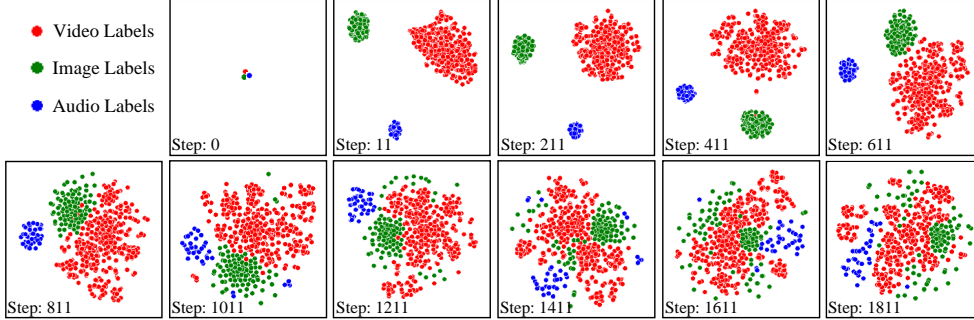 Video Labels
Image Labels
Audio Labels
Step: 0
Step: 11
Step: 211
Step: 411
Step: 611
Step: 811
Step: 1011
Step: 1211
Step: 1411
Step: 1611
Step: 1811